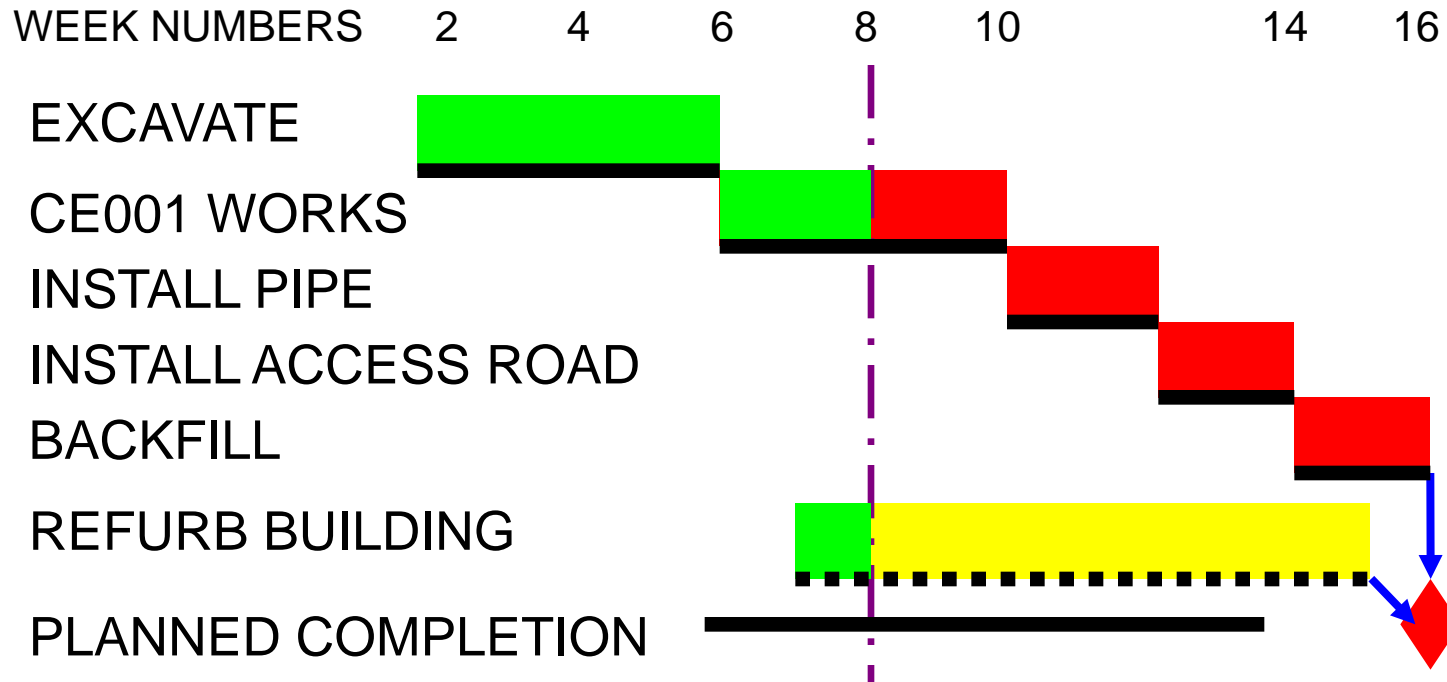 WEEK NUMBERS 2 4 6 8 10 14 16
EXCAVATE
CE001 WORKS
INSTALL PIPE
INSTALL ACCESS ROAD
BACKFILL
REFURB BUILDING
PLANNED COMPLETION